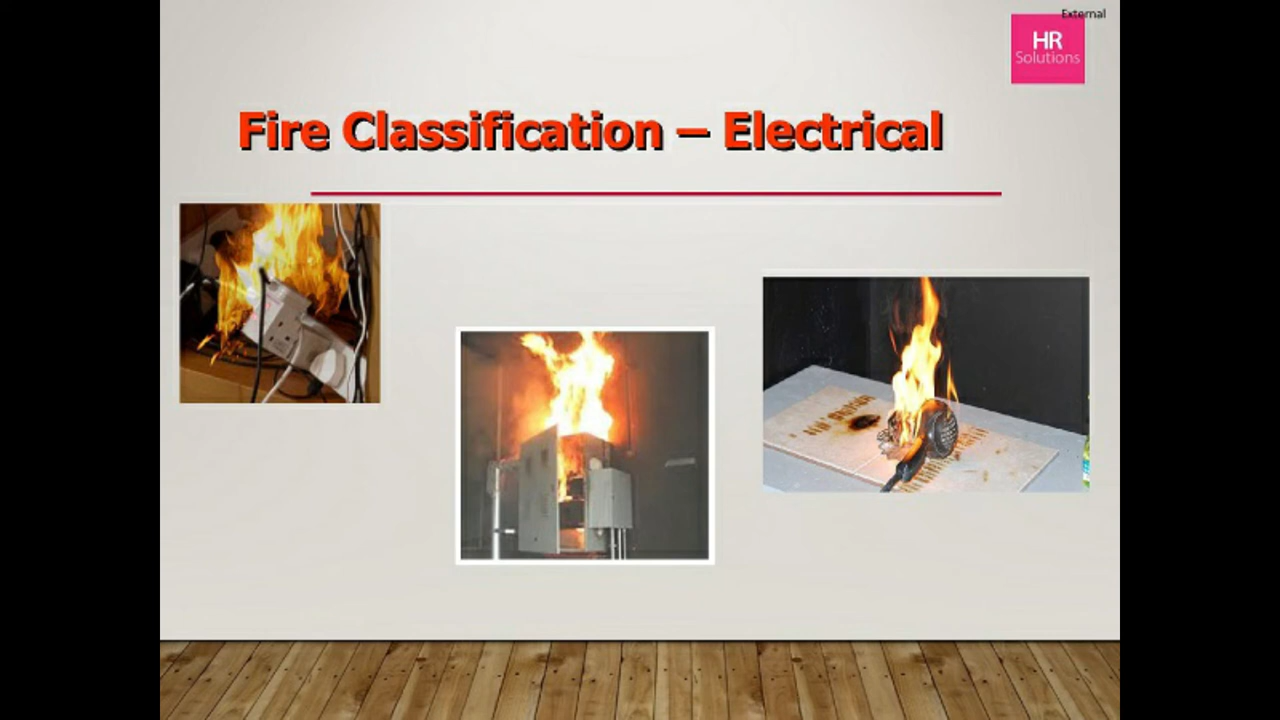 External
HR
Solutions
Fire Classification – Electrical